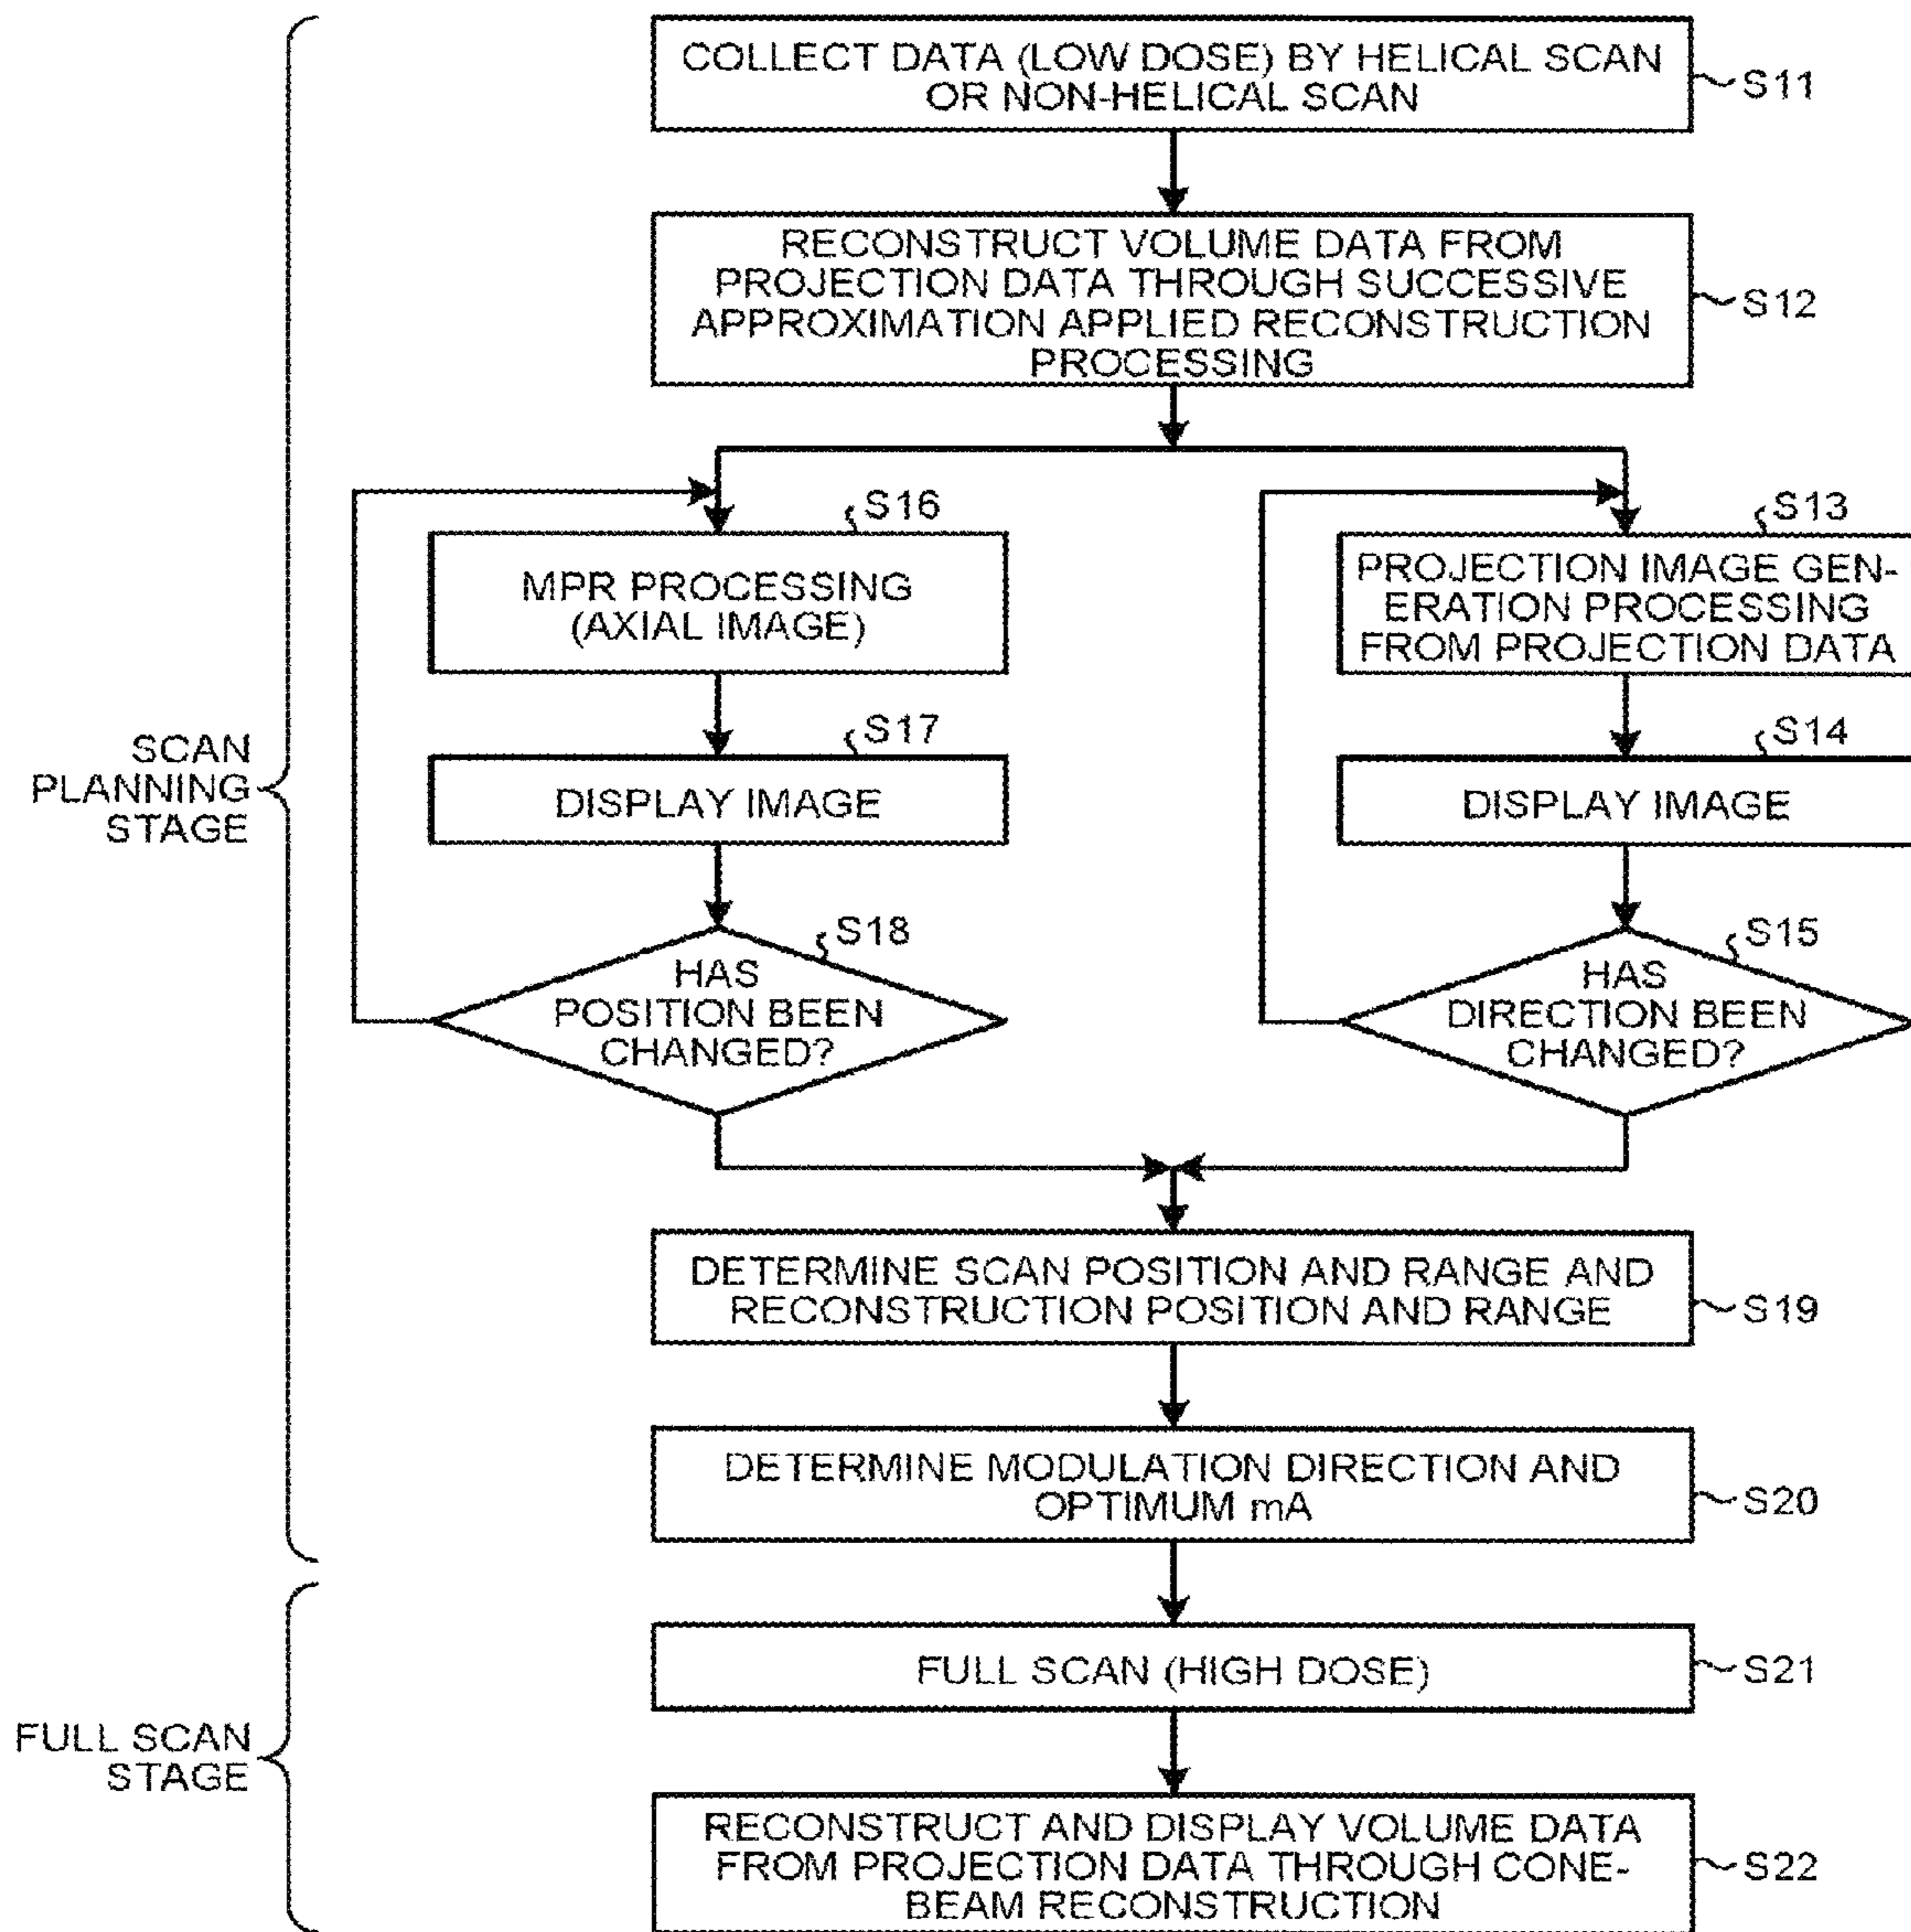 COLLECT DATA (LOW DOSE) BY HELICAL SCAN
OR NON-HELICAL SCAN
S11
RECONSTRUCT VOLUME DATA FROM
PROJECTION DATA THROUGH SUCCESSIVE
APPROXIMATION APPLIED RECONSTRUCTION
PROCESSING
S12
S16
MPR PROCESSING
(AXIAL IMAGE)
S17
DISPLAY IMAGE
S18
HAS
POSITION BEEN
CHANGED?
S13
PROJECTION IMAGE GEN-
ERATION PROCESSING
FROM PROJECTION DATA
S14
DISPLAY IMAGE
S15
HAS
DIRECTION BEEN
CHANGED?
SCAN
PLANNING
STAGE
DETERMINE SCAN POSITION AND RANGE AND
RECONSTRUCTION POSITION AND RANGE
S19
DETERMINE MODULATION DIRECTION AND
OPTIMUM mA
S20
FULL SCAN (HIGH DOSE)
S21
FULL SCAN
STAGE
RECONSTRUCT AND DISPLAY VOLUME DATA
FROM PROJECTION DATA THROUGH CONE-
BEAM RECONSTRUCTION
S22